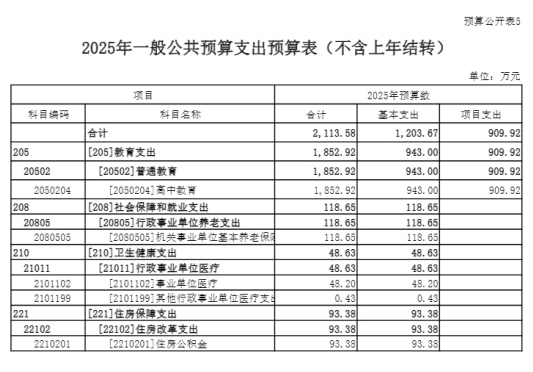 预算公开表5
2025年一般公共预算支出预算表（不含上年结转）
单位：万元
项目 2025年预算数
科目编码 科目名称 合计 基本支出 项目支出
合计 2,113.58 1,203.67 909.92
205 [205]教育支出 1,852.92 943.00 909.92
20502 [20502]普通教育 1,852.92 943.00 909.92
2050204 [2050204]高中教育 1,852.92 943.00 909.92
208 [208]社会保障和就业支出 118.65 118.65
20805 [20805]行政事业单位养老支出 118.65 118.65
2080505 [2080505]机关事业单位基本养老保 118.65 118.65
210 [210]卫生健康支出 48.63 48.63
21011 [21011]行政事业单位医疗 48.63 48.63
2101102 [2101102]事业单位医疗 48.20 48.20
2101199 [2101199]其他行政事业单位医疗支 0.43 0.43
221 [221]住房保障支出 93.38 93.38
22102 [22102]住房改革支出 93.38 93.38
2210201 [2210201]住房公积金 93.38 93.38